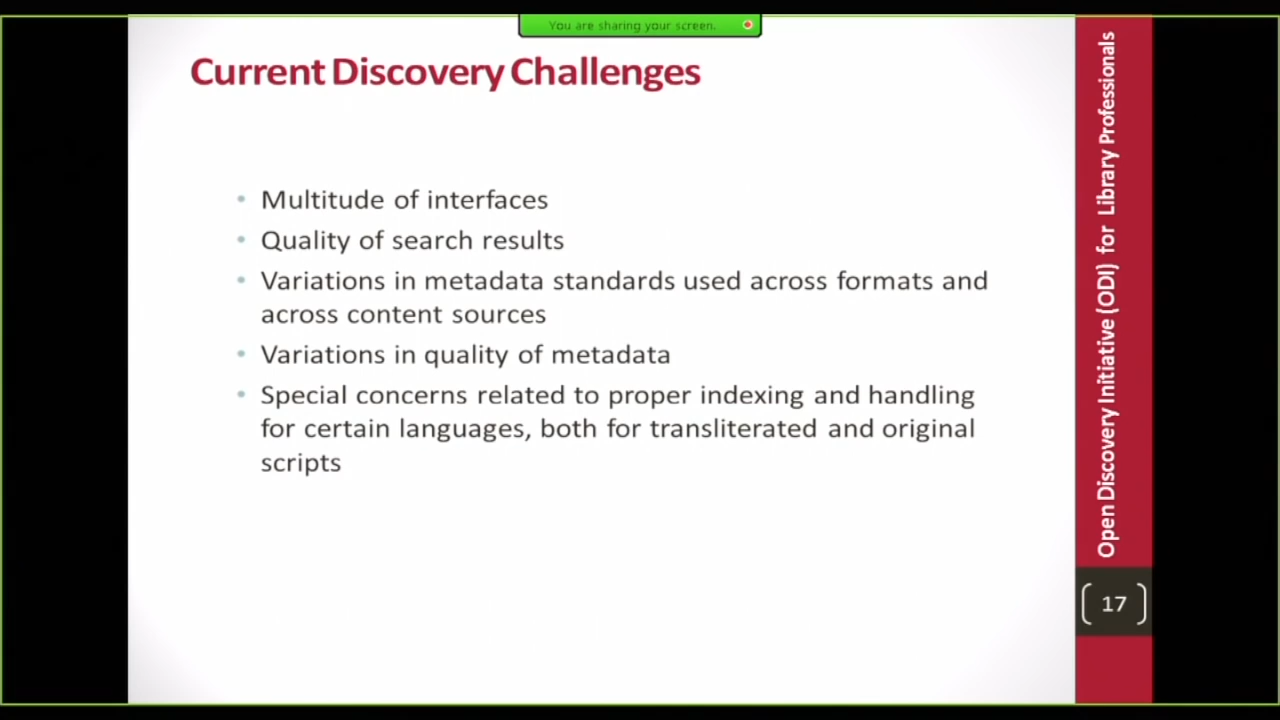 You are sharing your screen.
Current Discovery Challenges
• Multitude of interfaces
• Quality of search results
• Variations in metadata standards used across formats and
across content sources
• Variations in quality of metadata
• Special concerns related to proper indexing and handling
for certain languages, both for transliterated and original
scripts
Open Discovery Initiative (ODI) for Library Professionals
17